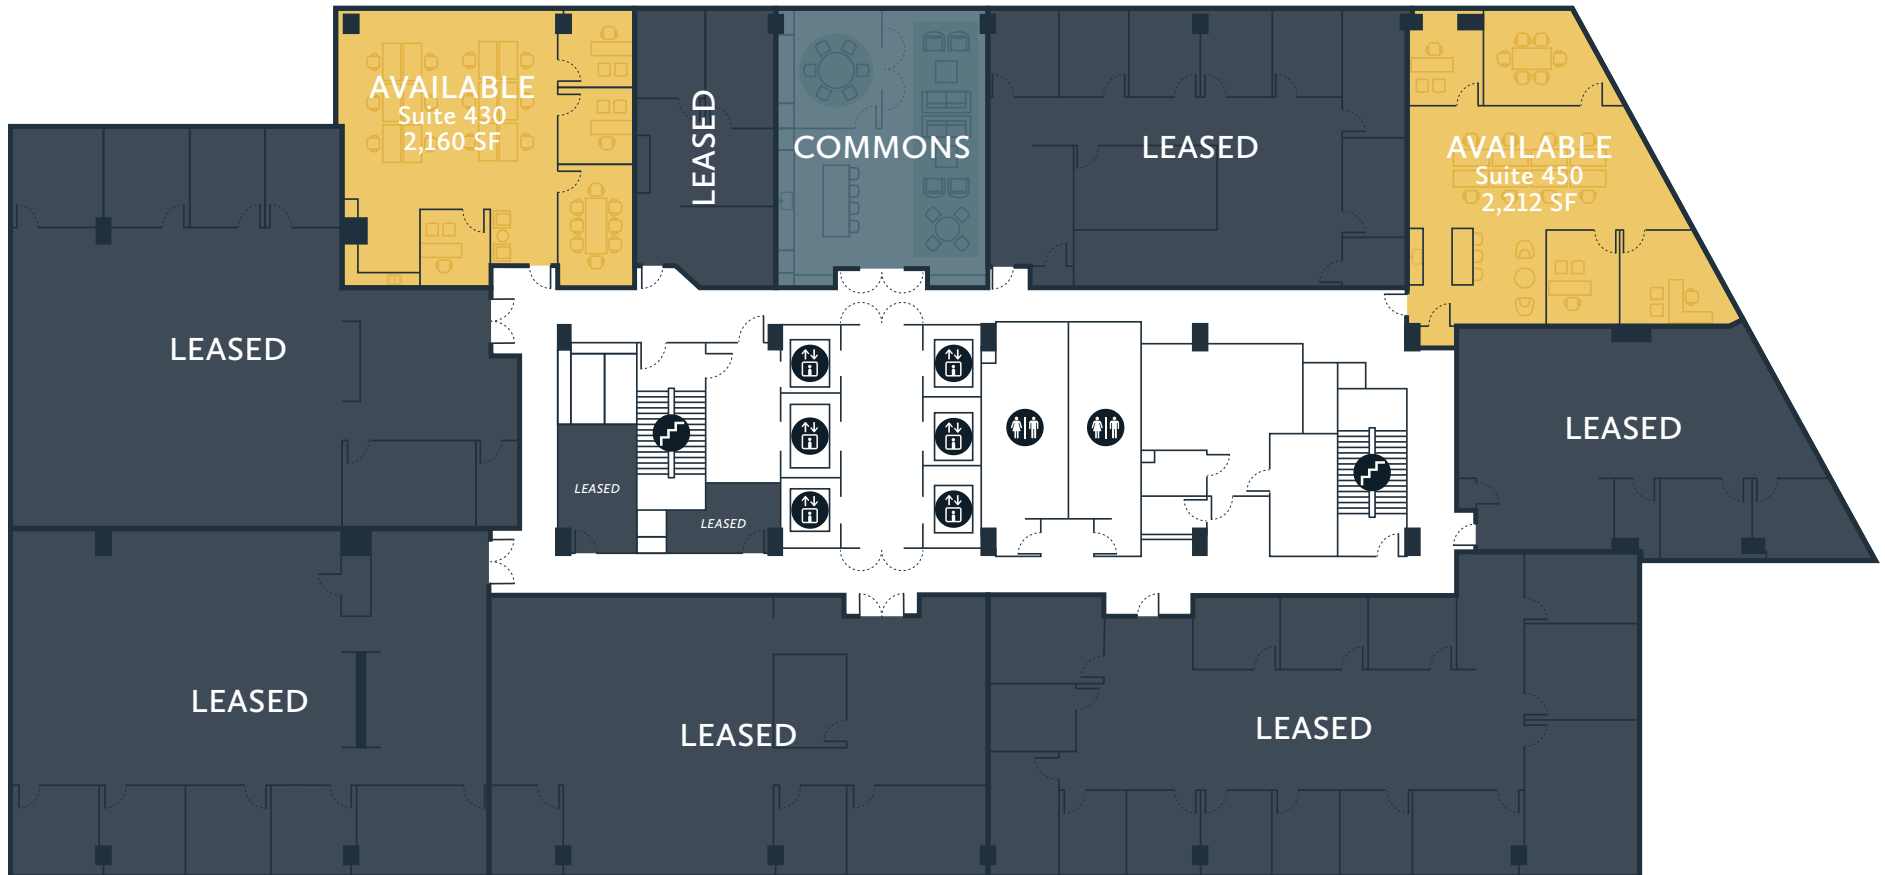 AVAILABLE
Suite 430
2,160 SF
LEASED
COMMONS
LEASED
AVAILABLE
Suite 450
2,212 SF
LEASED
LEASED
LEASED
LEASED
LEASED
LEASED
LEASED